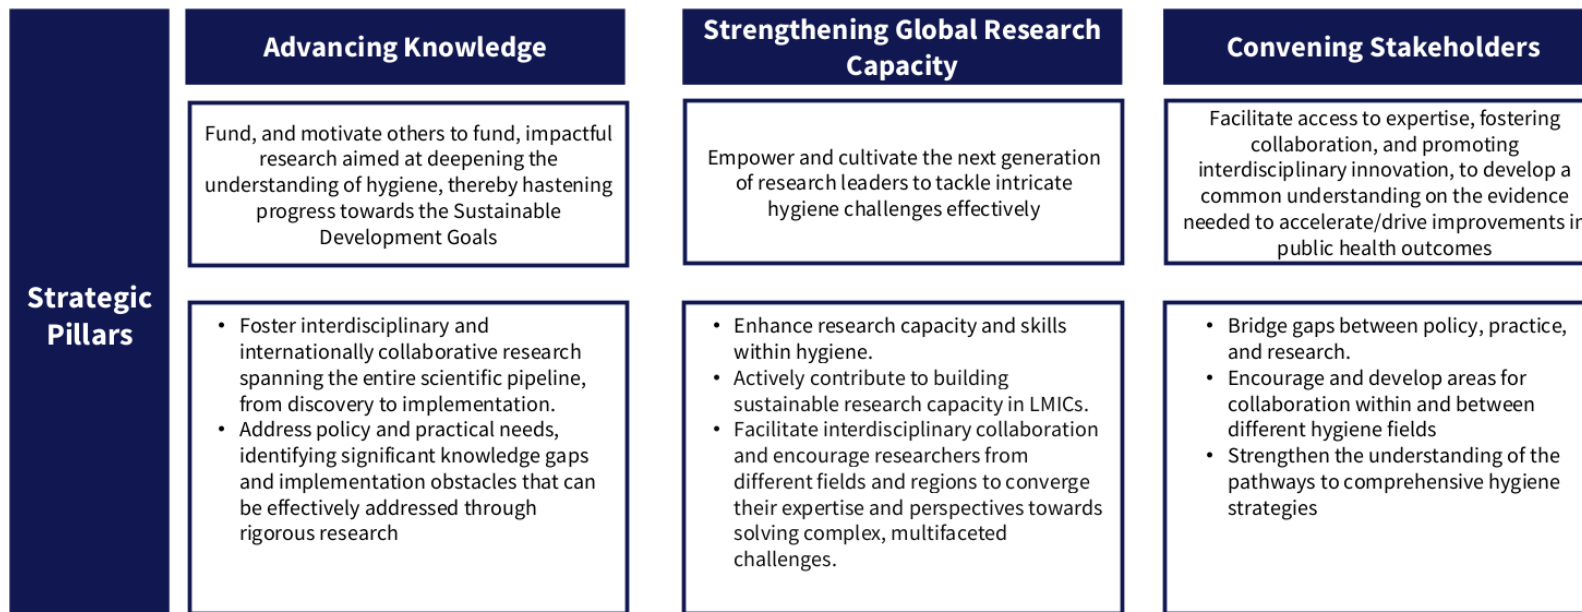 Strategic
Pillars
Advancing Knowledge
Fund, and motivate others to fund, impactful
research aimed at deepening the
understanding of hygiene, thereby hastening
progress towards the Sustainable
Development Goals
• Foster interdisciplinary and
internationally collaborative research
spanning the entire scientific pipeline,
from discovery to implementation.
• Address policy and practical needs,
identifying significant knowledge gaps
and implementation obstacles that can
be effectively addressed through
rigorous research
Strengthening Global Research
Capacity
Empower and cultivate the next generation
of research leaders to tackle intricate
hygiene challenges effectively
• Enhance research capacity and skills
within hygiene.
• Actively contribute to building
sustainable research capacity in LMICs.
• Facilitate interdisciplinary collaboration
and encourage researchers from
different fields and regions to converge
their expertise and perspectives towards
solving complex, multifaceted
challenges.
Convening Stakeholders
Facilitate access to expertise, fostering
collaboration, and promoting
interdisciplinary innovation, to develop a
common understanding on the evidence
needed to accelerate/drive improvements in
public health outcomes
• Bridge gaps between policy, practice,
and research.
• Encourage and develop areas for
collaboration within and between
different hygiene fields
• Strengthen the understanding of the
pathways to comprehensive hygiene
strategies